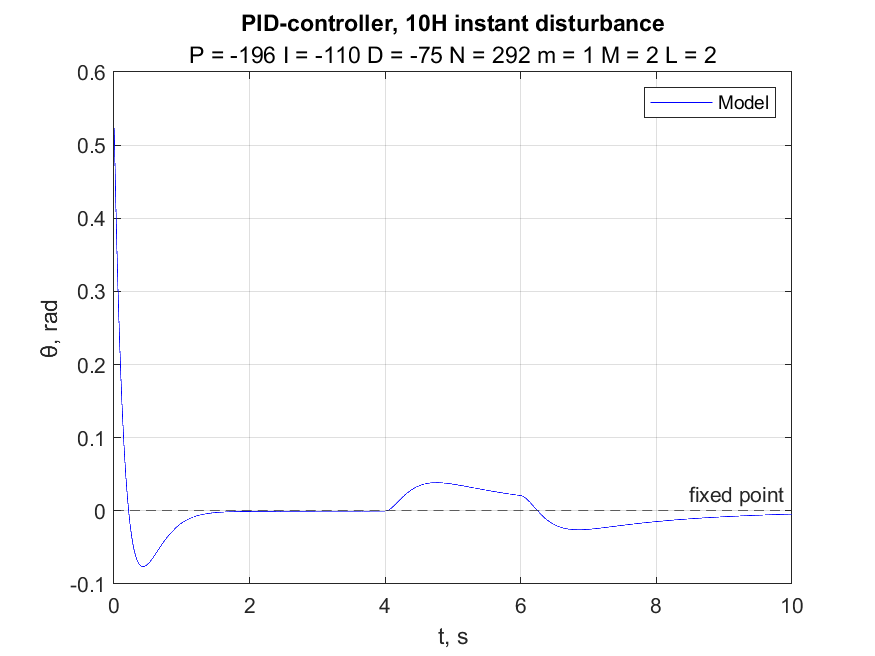 PID-controller, 10H instant disturbance
P = -196 I = -110 D = -75 N = 292 m = 1 M = 2 L = 2
0.6
Model
0.5
0.4
0.3
θ, rad
0.2
0.1
fixed point
0
-0.1
0 2 4 6 8 10
t, s